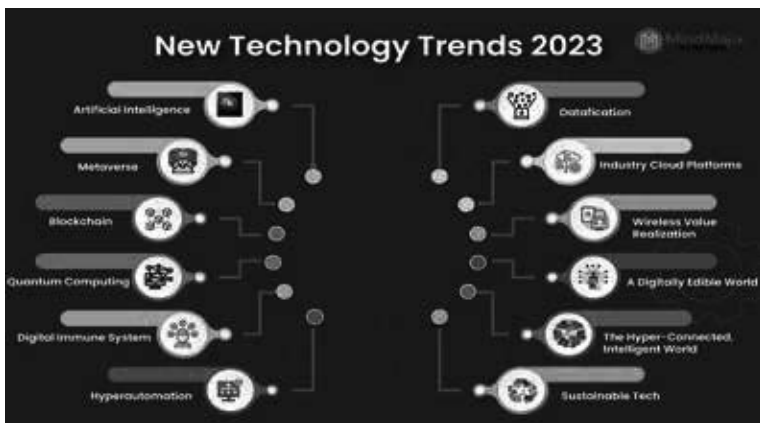 New Technology Trends 2023
MindMajix
Artificial Intelligence
Metaverse
Blockchain
Quantum Computing
Digital Immune System
Hyperautomation
Datafication
Industry Cloud Platforms
Wireless Value
Realization
A Digitally Edible World
The Hyper-Connected,
Intelligent World
Sustainable Tech